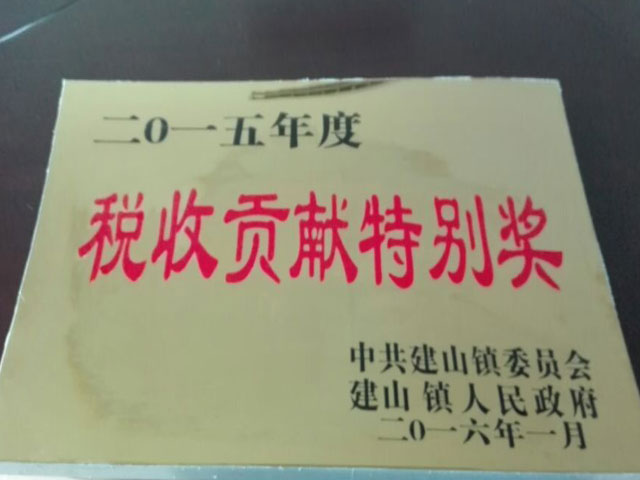 二0一五年度
税收贡献特别奖
中共建山镇委员会
建山镇人民政府
二0一六年一月